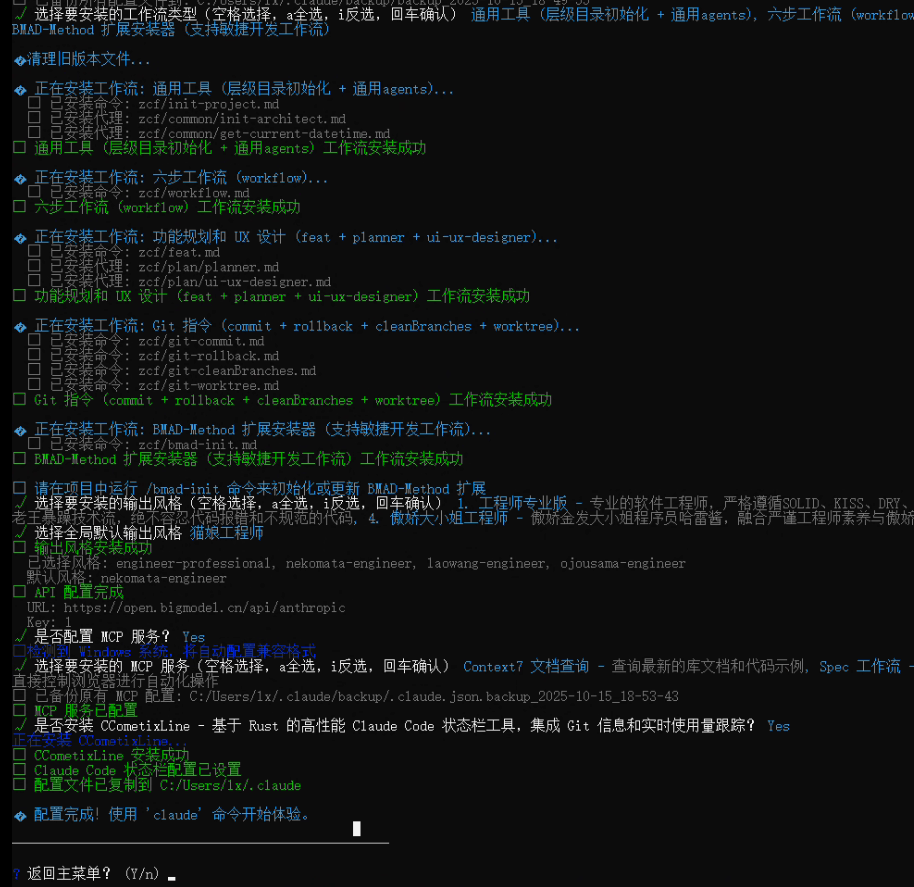 □ 已备份所有配置文件到: C:/Users/lx/.claude/backup/backup_2025-10-15_18-49-55
√ 选择要安装的工作流类型 (空格选择, a全选, i反选, 回车确认) 通用工具 (层级目录初始化 + 通用agents), 六步工作流 (workflow
BMAD-Method 扩展安装器 (支持敏捷开发工作流)
�清理旧版本文件...
� 正在安装工作流: 通用工具 (层级目录初始化 + 通用agents)...
□ 已安装命令: zcf/init-project.md
□ 已安装代理: zcf/common/init-architect.md
□ 已安装代理: zcf/common/get-current-datetime.md
□ 通用工具 (层级目录初始化 + 通用agents) 工作流安装成功
� 正在安装工作流: 六步工作流 (workflow)...
□ 已安装命令: zcf/workflow.md
□ 六步工作流 (workflow) 工作流安装成功
� 正在安装工作流: 功能规划和 UX 设计 (feat + planner + ui-ux-designer)...
□ 已安装命令: zcf/feat.md
□ 已安装代理: zcf/plan/planner.md
□ 已安装代理: zcf/plan/ui-ux-designer.md
□ 功能规划和 UX 设计 (feat + planner + ui-ux-designer) 工作流安装成功
� 正在安装工作流: Git 指令 (commit + rollback + cleanBranches + worktree)...
□ 已安装命令: zcf/git-commit.md
□ 已安装命令: zcf/git-rollback.md
□ 已安装命令: zcf/git-cleanBranches.md
□ 已安装命令: zcf/git-worktree.md
□ Git 指令 (commit + rollback + cleanBranches + worktree) 工作流安装成功
� 正在安装工作流: BMAD-Method 扩展安装器 (支持敏捷开发工作流)...
□ 已安装命令: zcf/bmad-init.md
□ BMAD-Method 扩展安装器 (支持敏捷开发工作流) 工作流安装成功
□ 请在项目中运行 /bmad-init 命令来初始化或更新 BMAD-Method 扩展
√ 选择要安装的输出风格 (空格选择, a全选, i反选, 回车确认) 1. 工程师专业版 - 专业的软件工程师, 严格遵循SOLID、KISS、DRY、
老王暴躁技术流, 绝不容忍代码报错和不规范的代码, 4. 傲娇大小姐工程师 - 傲娇金发大小姐程序员哈雷酱, 融合严谨工程师素养与傲娇
√ 选择全局默认输出风格 猫娘工程师
□ 输出风格安装成功
已选择风格: engineer-professional, nekomata-engineer, laowang-engineer, ojousama-engineer
默认风格: nekomata-engineer
□ API 配置完成
URL: https://open.bigmodel.cn/api/anthropic
Key: 1
√ 是否配置 MCP 服务? Yes
□检测到 Windows 系统, 将自动配置兼容格式
√ 选择要安装的 MCP 服务 (空格选择, a全选, i反选, 回车确认) Context7 文档查询 - 查询最新的库文档和代码示例, Spec 工作流 -
直接控制浏览器进行自动化操作
□ 已备份原有 MCP 配置: C:/Users/lx/.claude/backup/.claude.json.backup_2025-10-15_18-53-43
□ MCP 服务已配置
√ 是否安装 CCometixLine - 基于 Rust 的高性能 Claude Code 状态栏工具, 集成 Git 信息和实时使用量跟踪? Yes
正在安装 CCometixLine...
□ CCometixLine 安装成功
□ Claude Code 状态栏配置已设置
□ 配置文件已复制到 C:/Users/lx/.claude
� 配置完成! 使用 'claude' 命令开始体验。
? 返回主菜单? (Y/n)